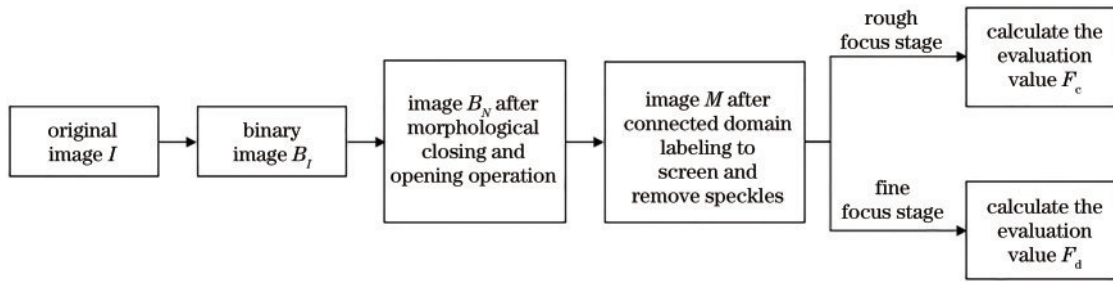 original
image I
binary
image B_I
image B_N after
morphological
closing and
opening operation
image M after
connected domain
labeling to
screen and
remove speckles
rough
focus stage
calculate the
evaluation
value F_c
fine
focus stage
calculate the
evaluation
value F_d